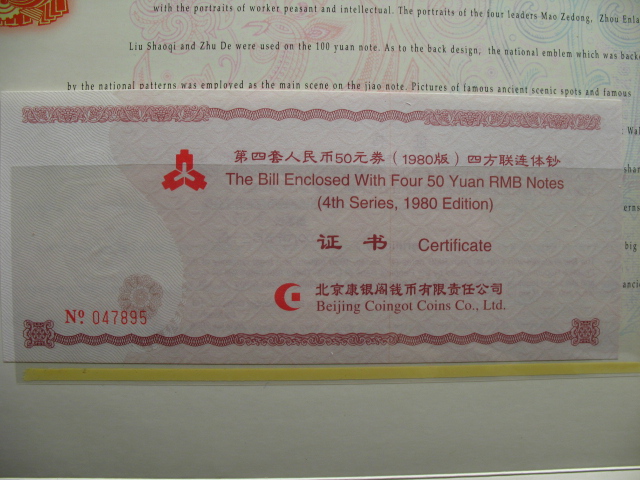 with the portraits of worker peasant and intellectual. The portraits of the four leaders Mao Zedong, Zhou Enla
Liu Shaoqi and Zhu De were used on the 100 yuan note. As to the back design, the national emblem which was back
by the national patterns was employed as the main scene on the jiao note. Pictures of famous ancient scenic spots and famous
Wal
shar
erns
big
anci
第四套人民币50元券（1980版）四方联连体钞
The Bill Enclosed With Four 50 Yuan RMB Notes
(4th Series, 1980 Edition)
证 书 Certificate
北京康银阁钱币有限责任公司
Beijing Coingot Coins Co., Ltd.
No. 047895